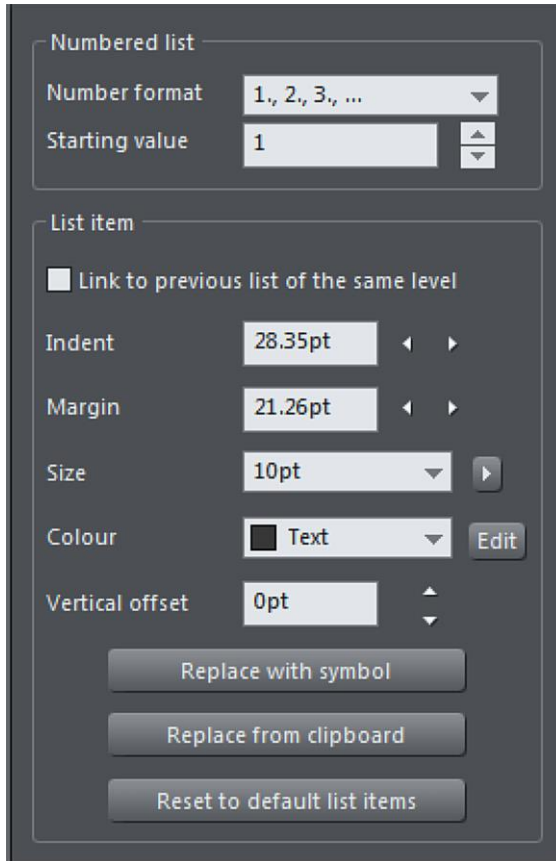 Numbered list
Number format 1., 2., 3., ...
Starting value 1
List item
Link to previous list of the same level
Indent 28.35pt
Margin 21.26pt
Size 10pt
Colour Text Edit
Vertical offset 0pt
Replace with symbol
Replace from clipboard
Reset to default list items